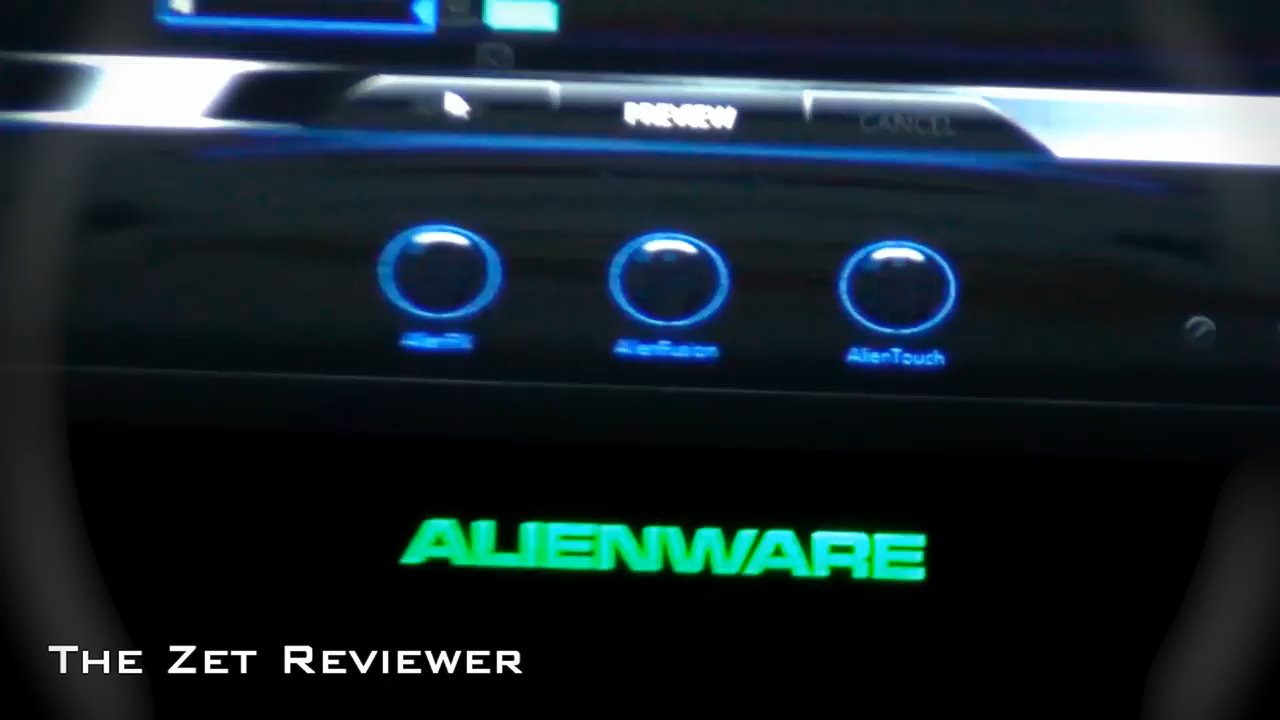 PREVIEW
CANCEL
AlienFX
AlienFusion
AlienTouch
ALIENWARE
THE ZET REVIEWER